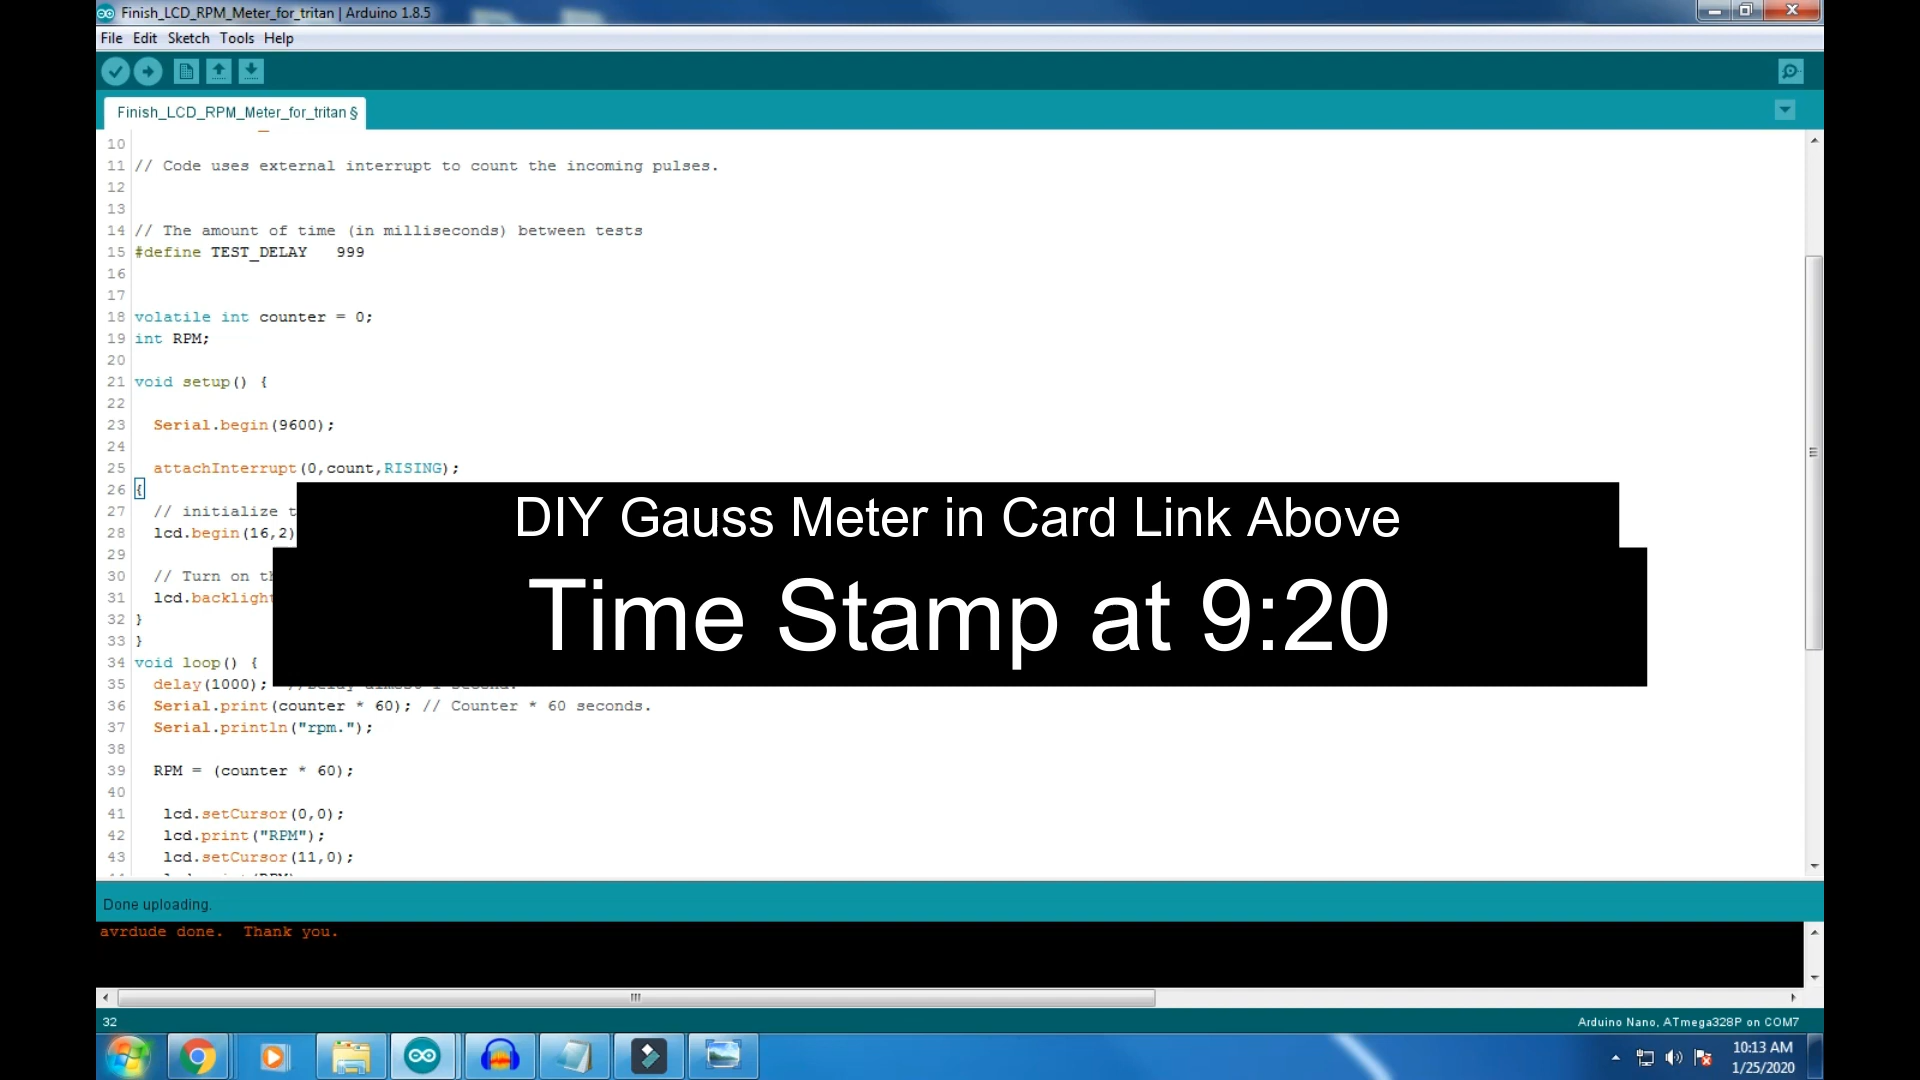 Finish_LCD_RPM_Meter_for_tritan | Arduino 1.8.5
File Edit Sketch Tools Help
Finish_LCD_RPM_Meter_for_tritan §
10
11 // Code uses external interrupt to count the incoming pulses.
12
13
14 // The amount of time (in milliseconds) between tests
15 #define TEST_DELAY   999
16
17
18 volatile int counter = 0;
19 int RPM;
20
21 void setup() {
22
23   Serial.begin(9600);
24
25   attachInterrupt(0,count,RISING);
26 {
27   // initialize t
28   lcd.begin(16,2)
29
30   // Turn on th
31   lcd.backlight
32 }
33 }
DIY Gauss Meter in Card Link Above
Time Stamp at 9:20
34 void loop() {
35   delay(1000);
36   Serial.print(counter * 60); // Counter * 60 seconds.
37   Serial.println("rpm.");
38
39   RPM = (counter * 60);
40
41    lcd.setCursor(0,0);
42    lcd.print("RPM");
43    lcd.setCursor(11,0);
Done uploading.
avrdude done.  Thank you.
32
Arduino Nano, ATmega328P on COM7
10:13 AM
1/25/2020